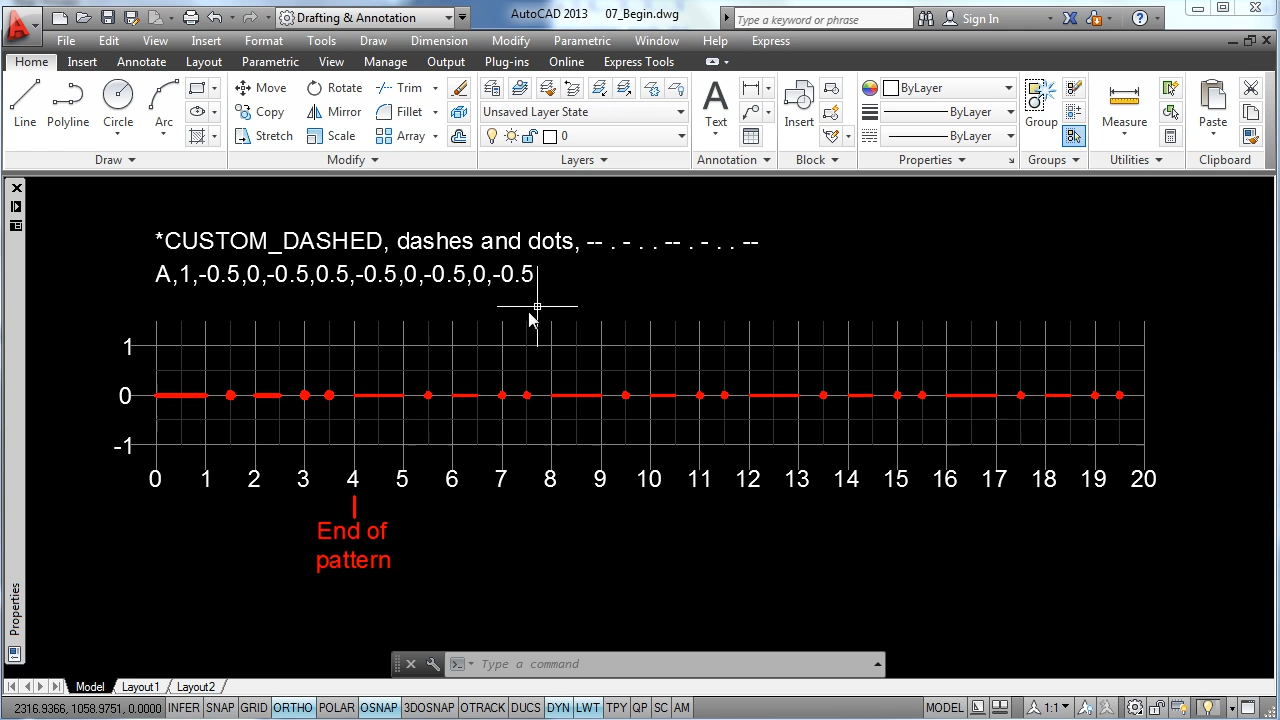 AutoCAD 2013 07_Begin.dwg
Drafting & Annotation
Type a keyword or phrase
Sign In
File Edit View Insert Format Tools Draw Dimension Modify Parametric Window Help Express
Home Insert Annotate Layout Parametric View Manage Output Plug-ins Online Express Tools
Line Polyline Circle Arc
Move Rotate Trim
Copy Mirror Fillet
Stretch Scale Array
Unsaved Layer State
0
Text
Insert
ByLayer
ByLayer
ByLayer
Group
Measure
Paste
Draw Modify Layers Annotation Block Properties Groups Utilities Clipboard
*CUSTOM_DASHED, dashes and dots, -- . - . . -- . - . . --
A,1,-0.5,0,-0.5,0.5,-0.5,0,-0.5,0,-0.5
1
0
-1
0 1 2 3 4 5 6 7 8 9 10 11 12 13 14 15 16 17 18 19 20
End of
pattern
Properties
Type a command
Model Layout1 Layout2
2316.9366, 1058.9751, 0.0000 INFER SNAP GRID ORTHO POLAR OSNAP 3DOSNAP OTRACK DUCS DYN LWT TPY QP SC AM MODEL 1:1